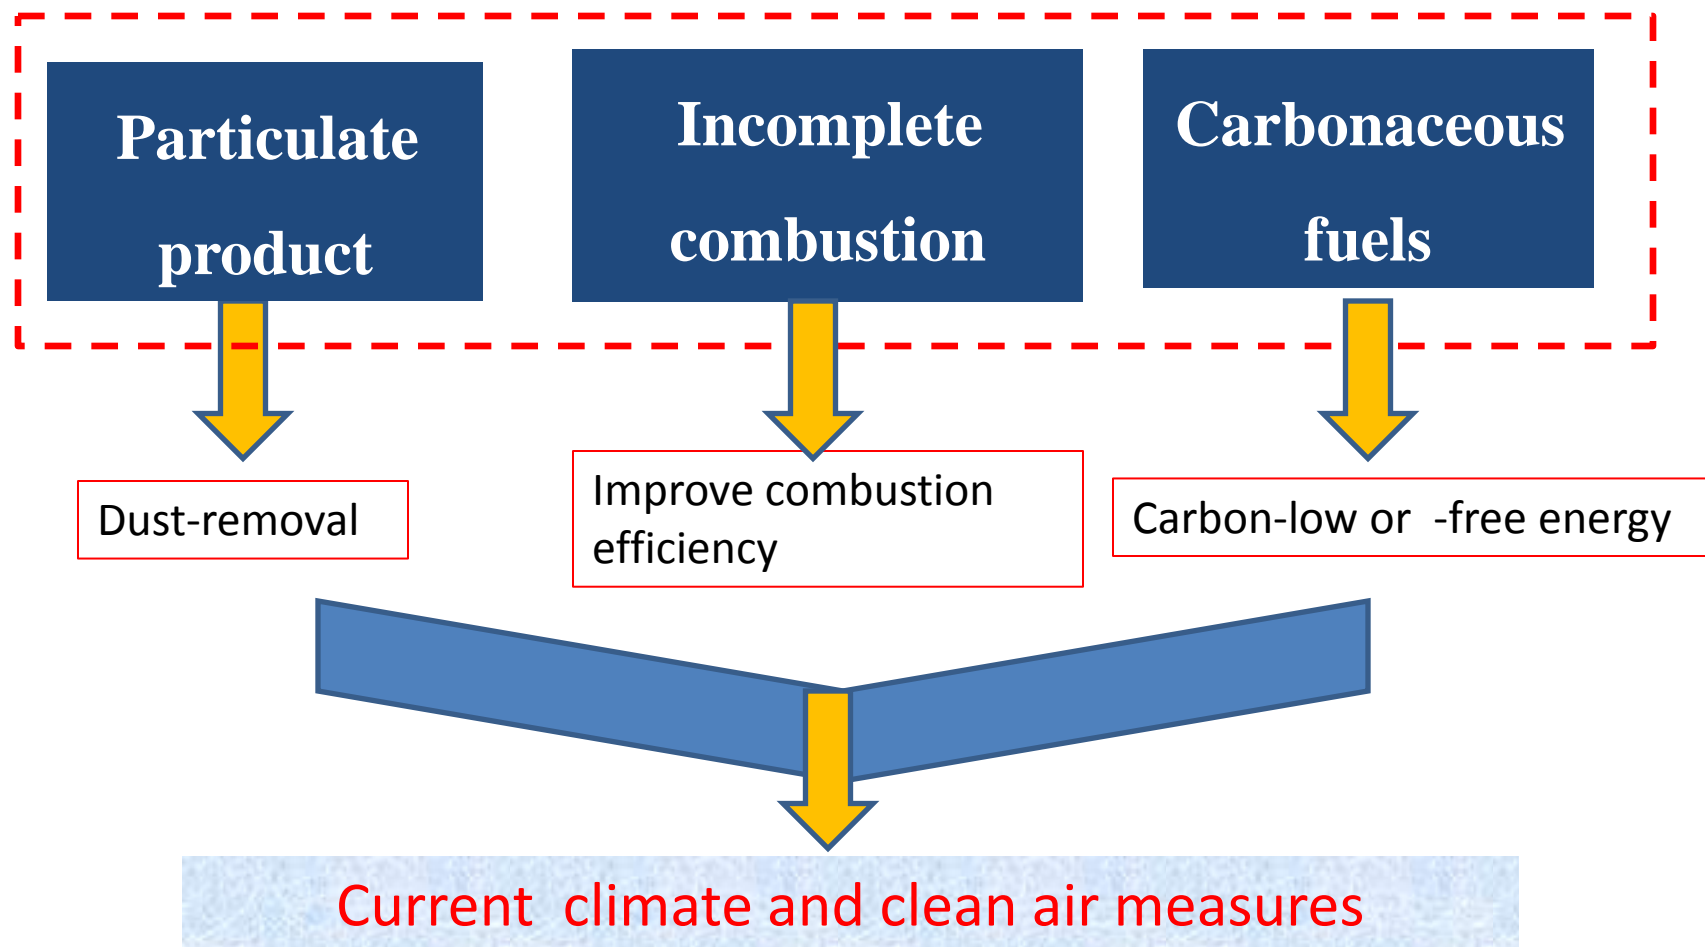 Particulate
product
Incomplete
combustion
Carbonaceous
fuels
Dust-removal
Improve combustion
efficiency
Carbon-low or  -free energy
Current  climate and clean air measures